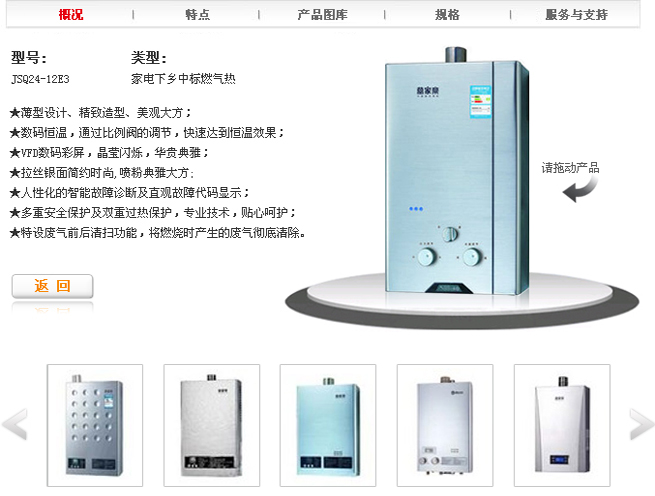 概况 | 特点 | 产品图库 | 规格 | 服务与支持
型号： 类型：
JSQ24-12E3 家电下乡中标燃气热
★薄型设计、精致造型、美观大方；
★数码恒温，通过比例阀的调节，快速达到恒温效果；
★VFD数码彩屏，晶莹闪烁，华贵典雅；
★拉丝银面简约时尚,喷粉典雅大方;
★人性化的智能故障诊断及直观故障代码显示；
★多重安全保护及双重过热保护，专业技术，贴心呵护；
★特设废气前后清扫功能，将燃烧时产生的废气彻底清除。
请拖动产品
返 回